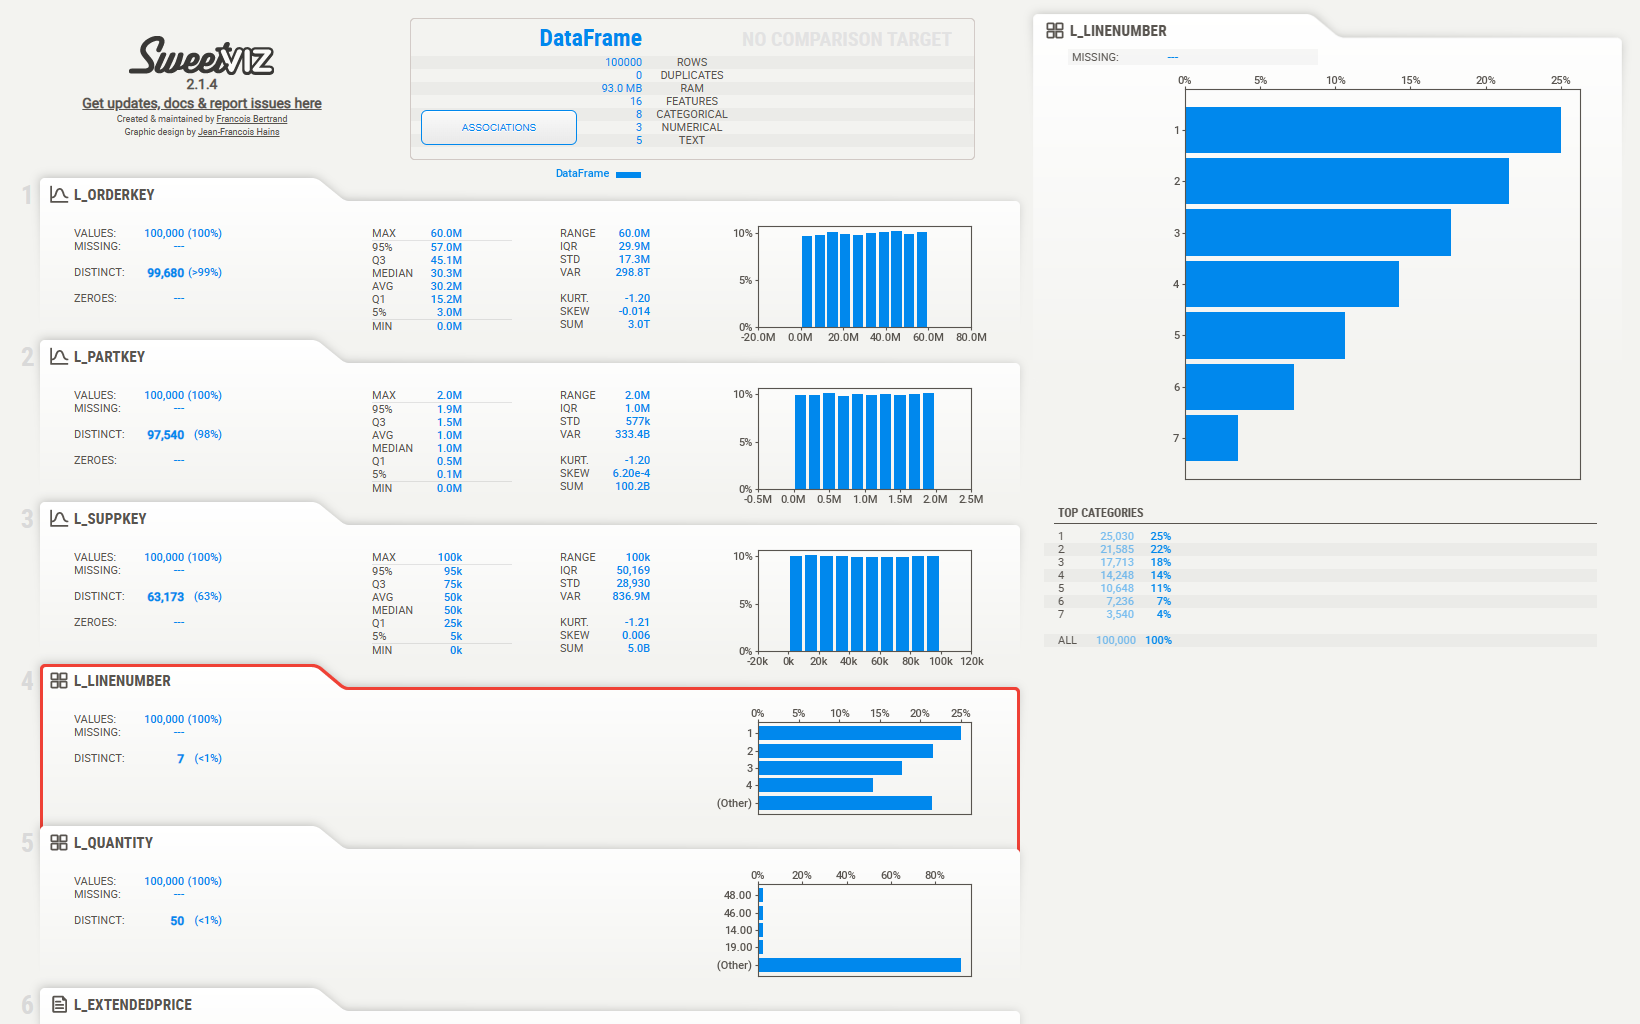 SweetVIZ
2.1.4
Get updates, docs & report issues here
Created & maintained by Francois Bertrand
Graphic design by Jean-Francois Hains
DataFrame
NO COMPARISON TARGET
100000 ROWS
0 DUPLICATES
93.0 MB RAM
16 FEATURES
8 CATEGORICAL
3 NUMERICAL
5 TEXT
ASSOCIATIONS
DataFrame
1 L_ORDERKEY
VALUES: 100,000 (100%)
MISSING: ---
DISTINCT: 99,680 (>99%)
ZEROES: ---
MAX 60.0M
95% 57.0M
Q3 45.1M
MEDIAN 30.3M
AVG 30.2M
Q1 15.2M
5% 3.0M
MIN 0.0M
RANGE 60.0M
IQR 29.9M
STD 17.3M
VAR 298.8T
KURT. -1.20
SKEW -0.014
SUM 3.0T
10%
5%
0%
-20.0M 0.0M 20.0M 40.0M 60.0M 80.0M
2 L_PARTKEY
VALUES: 100,000 (100%)
MISSING: ---
DISTINCT: 97,540 (98%)
ZEROES: ---
MAX 2.0M
95% 1.9M
Q3 1.5M
AVG 1.0M
MEDIAN 1.0M
Q1 0.5M
5% 0.1M
MIN 0.0M
RANGE 2.0M
IQR 1.0M
STD 577k
VAR 333.4B
KURT. -1.20
SKEW 6.20e-4
SUM 100.2B
10%
5%
0%
-0.5M 0.0M 0.5M 1.0M 1.5M 2.0M 2.5M
3 L_SUPPKEY
VALUES: 100,000 (100%)
MISSING: ---
DISTINCT: 63,173 (63%)
ZEROES: ---
MAX 100k
95% 95k
Q3 75k
AVG 50k
MEDIAN 50k
Q1 25k
5% 5k
MIN 0k
RANGE 100k
IQR 50,169
STD 28,930
VAR 836.9M
KURT. -1.21
SKEW 0.006
SUM 5.0B
10%
5%
0%
-20k 0k 20k 40k 60k 80k 100k 120k
4 L_LINENUMBER
VALUES: 100,000 (100%)
MISSING: ---
DISTINCT: 7 (<1%)
0% 5% 10% 15% 20% 25%
1
2
3
4
(Other)
5 L_QUANTITY
VALUES: 100,000 (100%)
MISSING: ---
DISTINCT: 50 (<1%)
0% 20% 40% 60% 80%
48.00
46.00
14.00
19.00
(Other)
6 L_EXTENDEDPRICE
L_LINENUMBER
MISSING: ---
0% 5% 10% 15% 20% 25%
1
2
3
4
5
6
7
TOP CATEGORIES
1 25,030 25%
2 21,585 22%
3 17,713 18%
4 14,248 14%
5 10,648 11%
6 7,236 7%
7 3,540 4%
ALL 100,000 100%